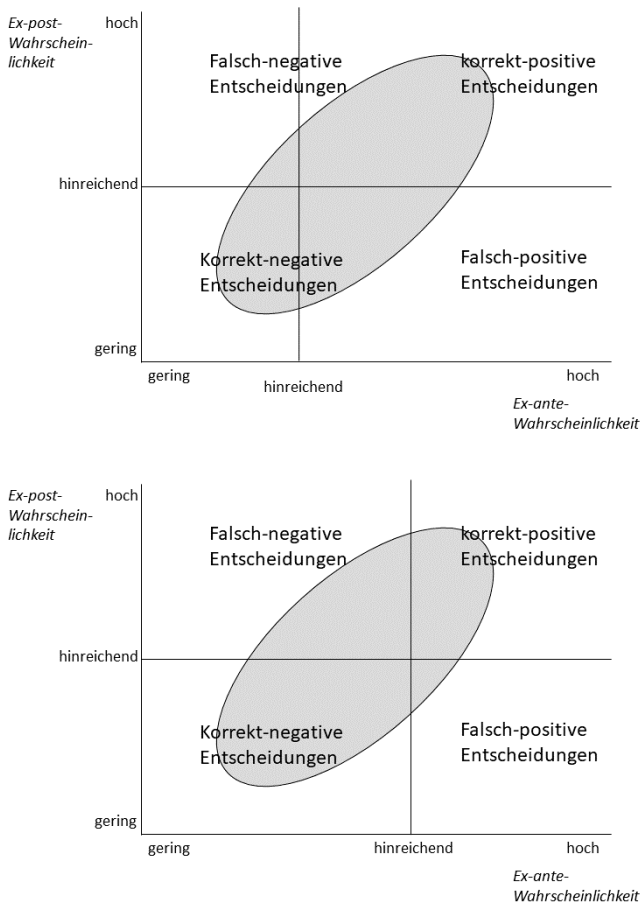 Ex-post-
Wahrschein-
lichkeit
hoch
Falsch-negative
Entscheidungen
korrekt-positive
Entscheidungen
hinreichend
Korrekt-negative
Entscheidungen
Falsch-positive
Entscheidungen
gering
gering
hinreichend
hoch
Ex-ante-
Wahrscheinlichkeit
Ex-post-
Wahrschein-
lichkeit
hoch
Falsch-negative
Entscheidungen
korrekt-positive
Entscheidungen
hinreichend
Korrekt-negative
Entscheidungen
Falsch-positive
Entscheidungen
gering
gering
hinreichend
hoch
Ex-ante-
Wahrscheinlichkeit